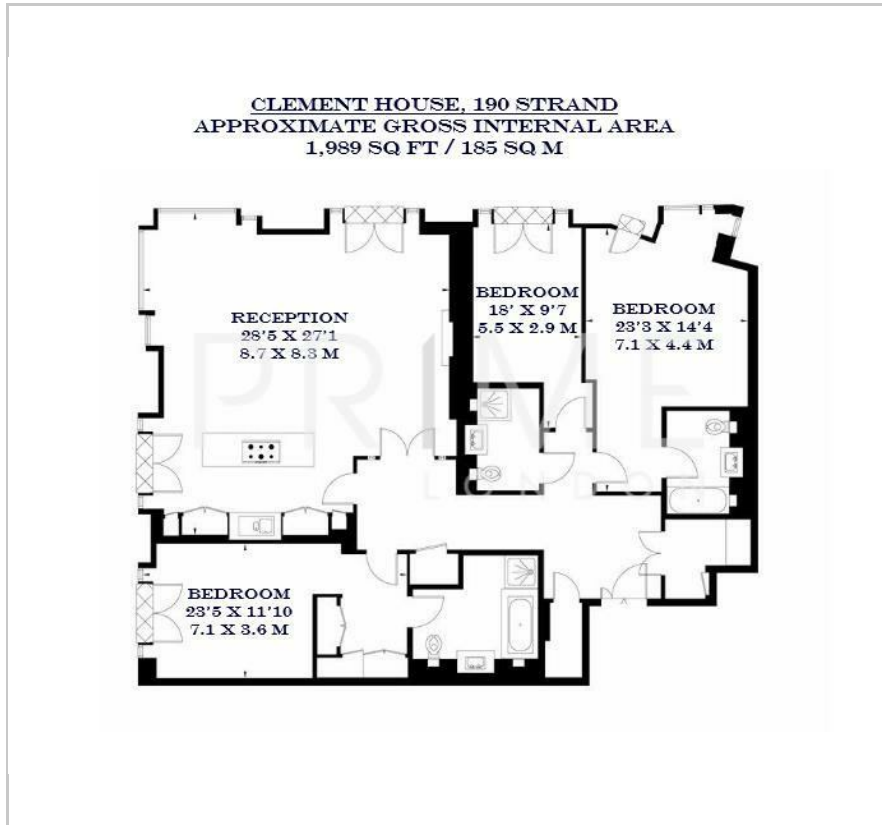 CLEMENT HOUSE, 190 STRAND
APPROXIMATE GROSS INTERNAL AREA
1,989 SQ FT / 185 SQ M
BEDROOM
18' X 9'7
5.5 X 2.9 M
BEDROOM
23'3 X 14'4
7.1 X 4.4 M
RECEPTION
28'5 X 27'1
8.7 X 8.3 M
PRIME
LONDON
BEDROOM
23'5 X 11'10
7.1 X 3.6 M